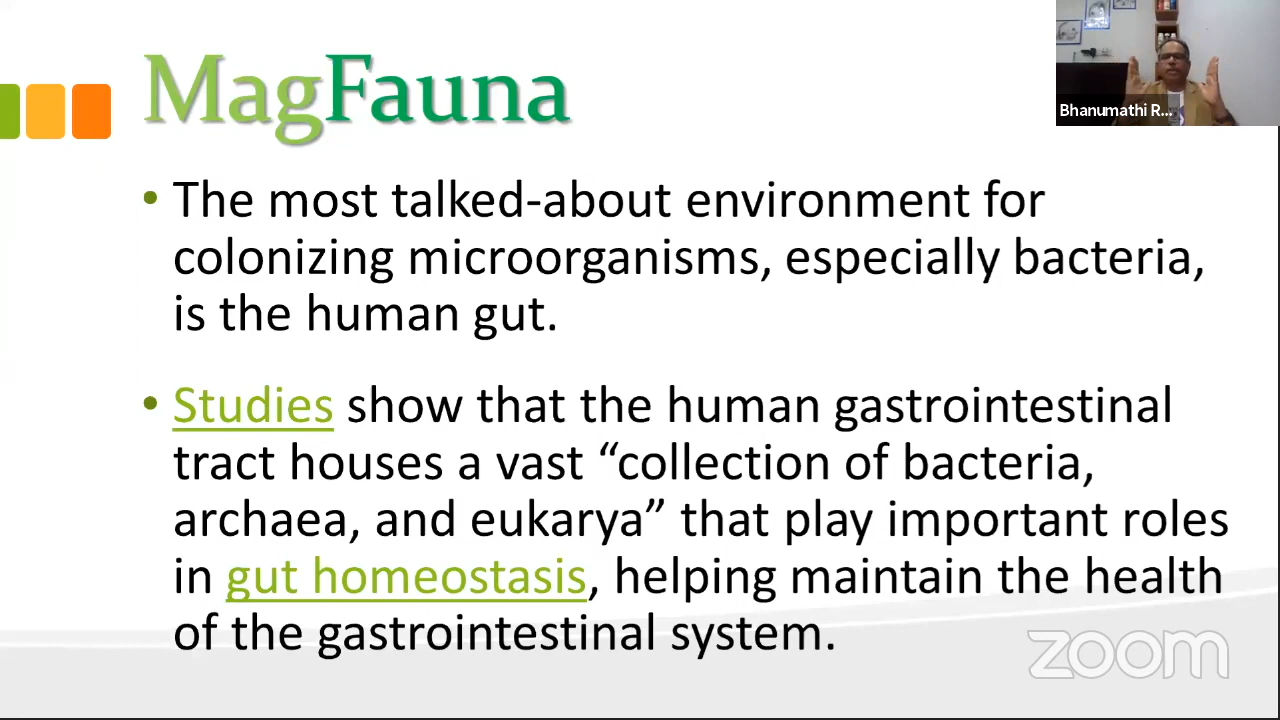 MagFauna
Bhanumathi R...
• The most talked-about environment for
colonizing microorganisms, especially bacteria,
is the human gut.
• Studies show that the human gastrointestinal
tract houses a vast “collection of bacteria,
archaea, and eukarya” that play important roles
in gut homeostasis, helping maintain the health
of the gastrointestinal system.
zoom